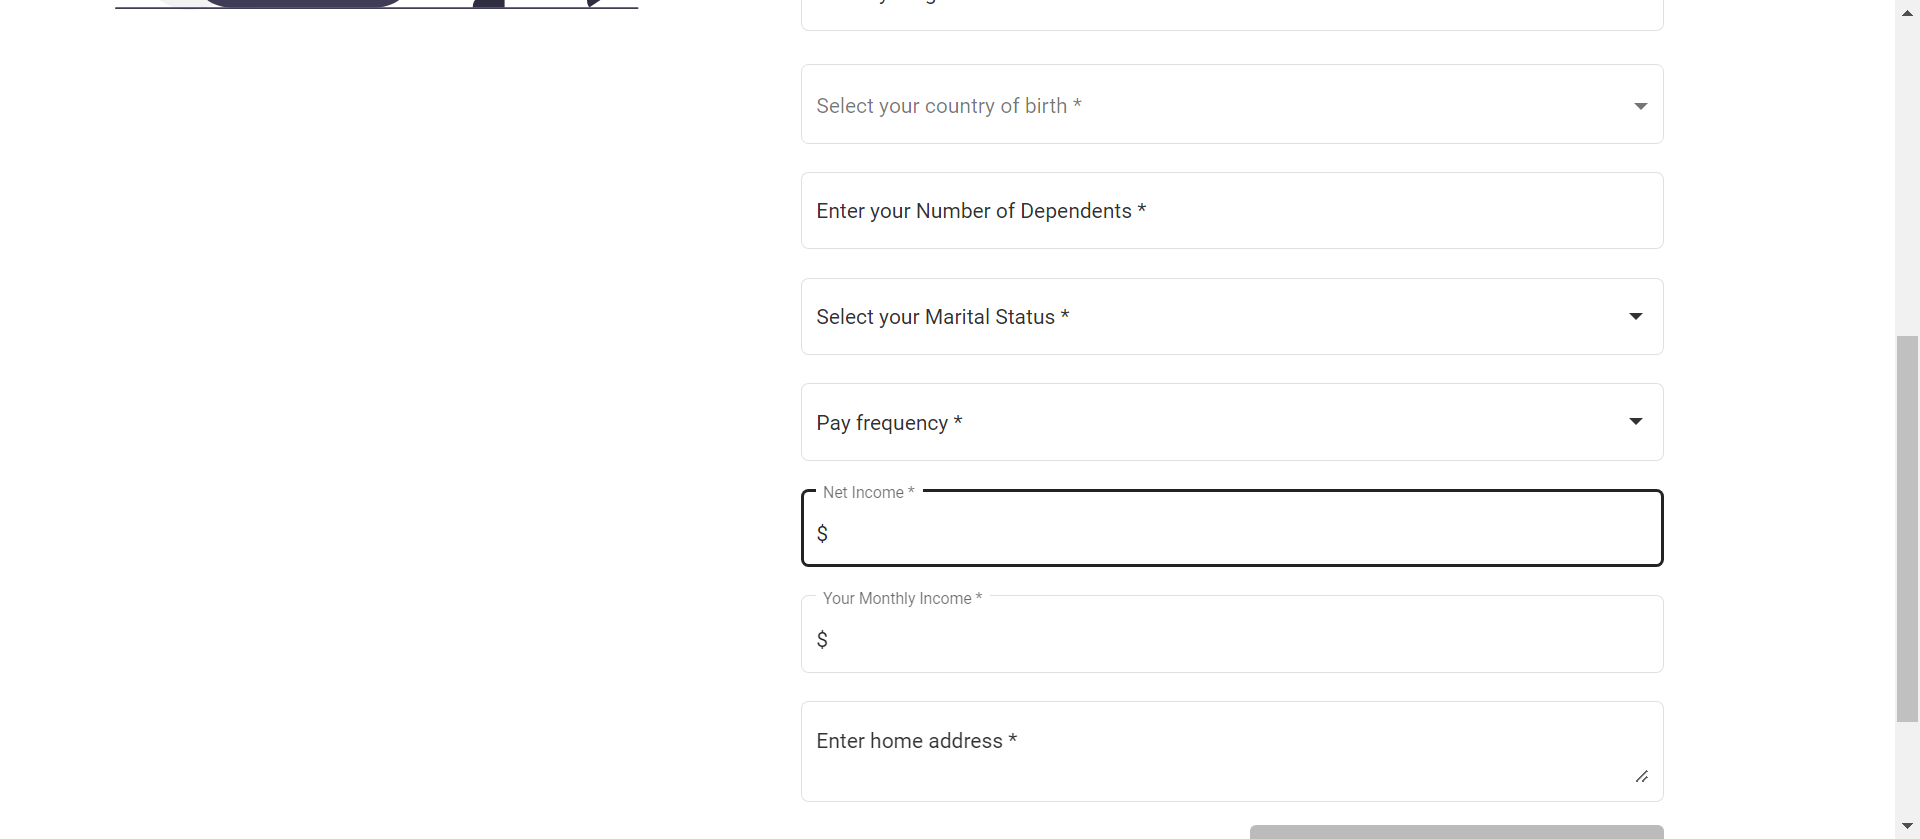 Select your country of birth *
Enter your Number of Dependents *
Select your Marital Status *
Pay frequency *
Net Income *
$
Your Monthly Income *
$
Enter home address *